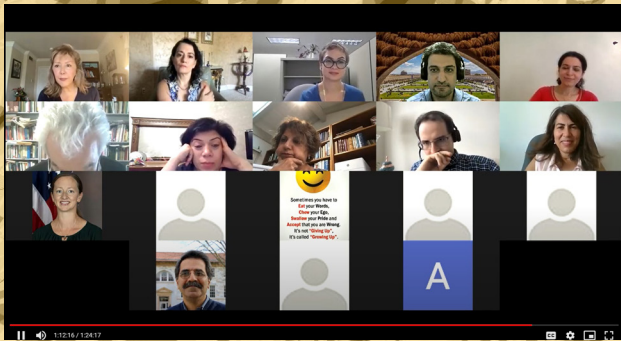 Sometimes you have to
Eat your Words,
Chew your Ego,
Swallow your Pride and
Accept that you are Wrong.
It's not "Giving Up",
it's called "Growing Up".
A
1:12:16 / 1:24:17
CC